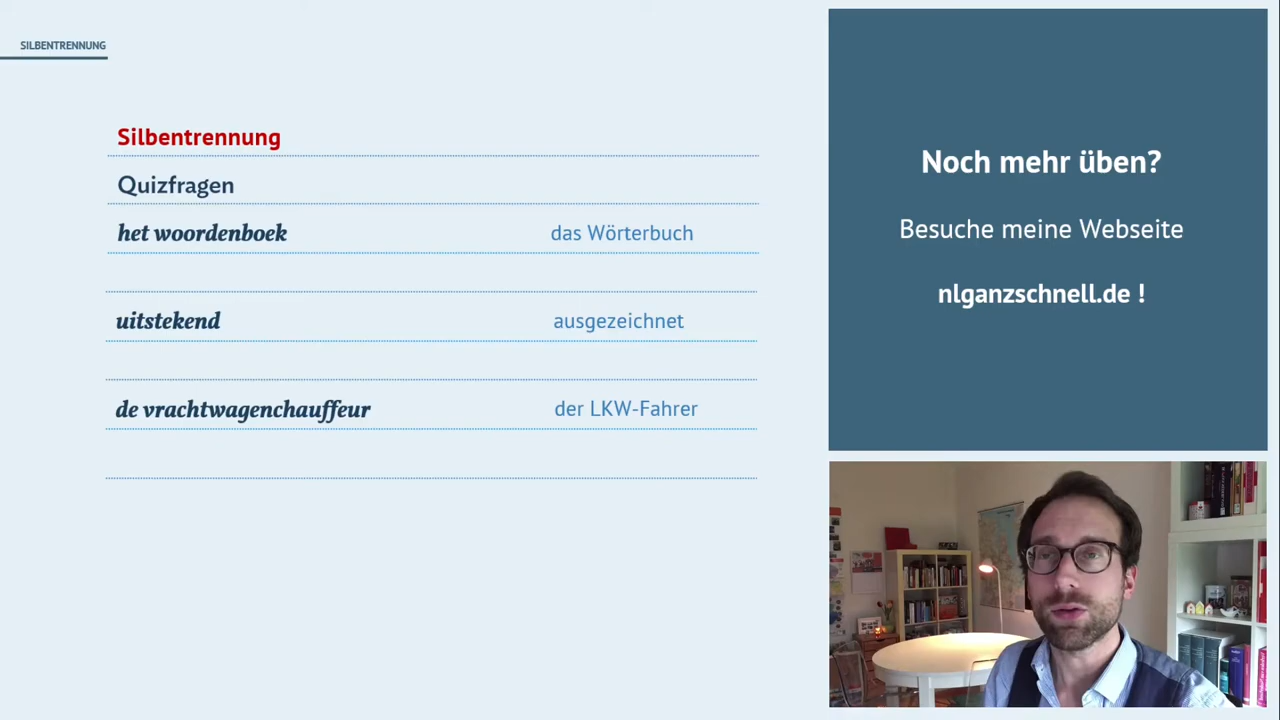 SILBENTRENNUNG
Silbentrennung
Quizfragen
het woordenboek das Wörterbuch
uitstekend ausgezeichnet
de vrachtwagenchauffeur der LKW-Fahrer
Noch mehr üben?
Besuche meine Webseite
nlganzschnell.de !